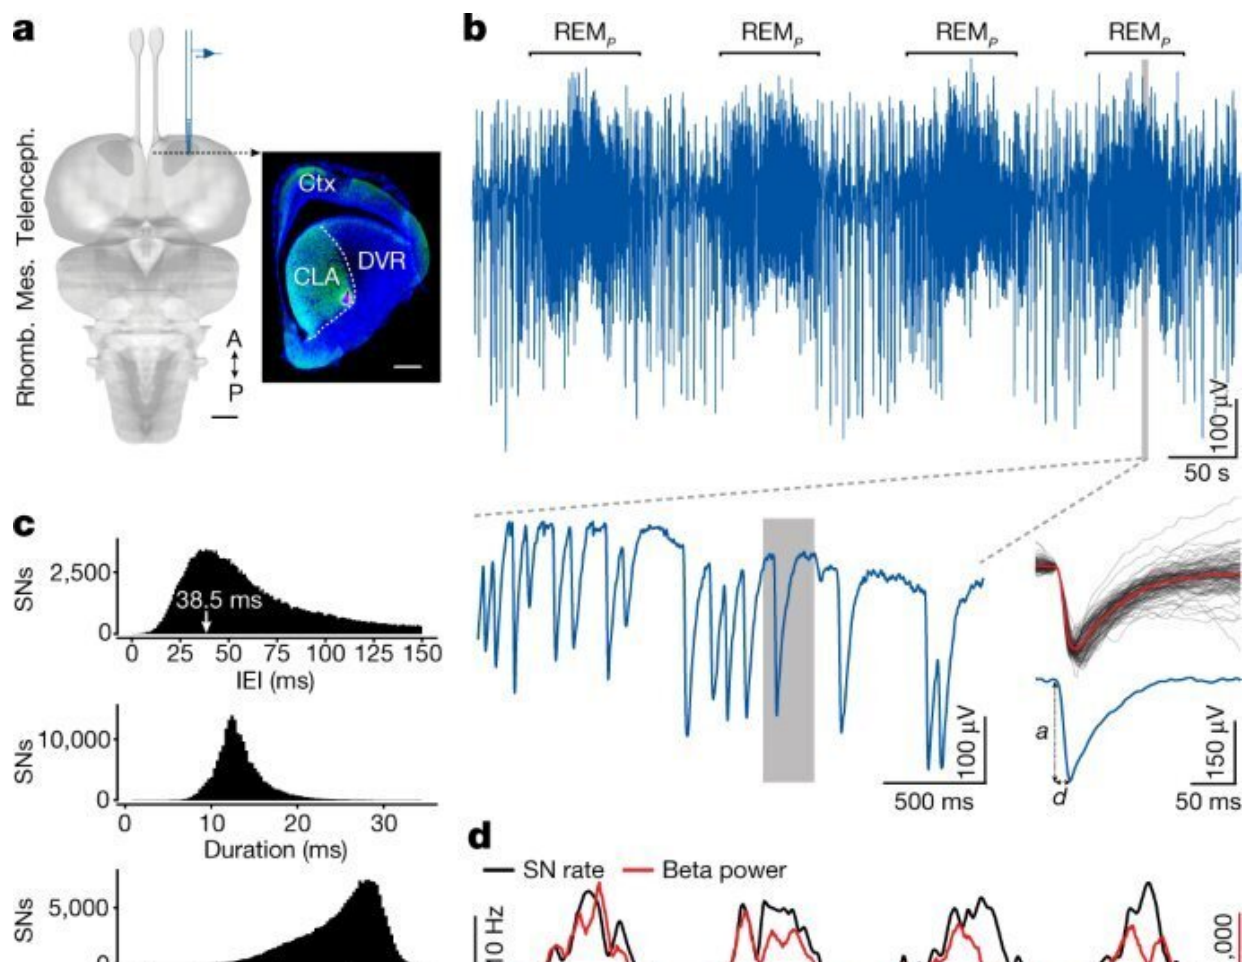 a
Rhomb. Mes. Telenceph.
Ctx
CLA
DVR
A
P
b
REMP
REMP
REMP
REMP
100 µV
50 s
100 µV
500 ms
a
d
150 µV
50 ms
c
SNs
2,500
0
38.5 ms
0 25 50 75 100 125 150
IEI (ms)
SNs
10,000
0
0 10 20 30
Duration (ms)
SNs
5,000
d
SN rate
Beta power
10 Hz